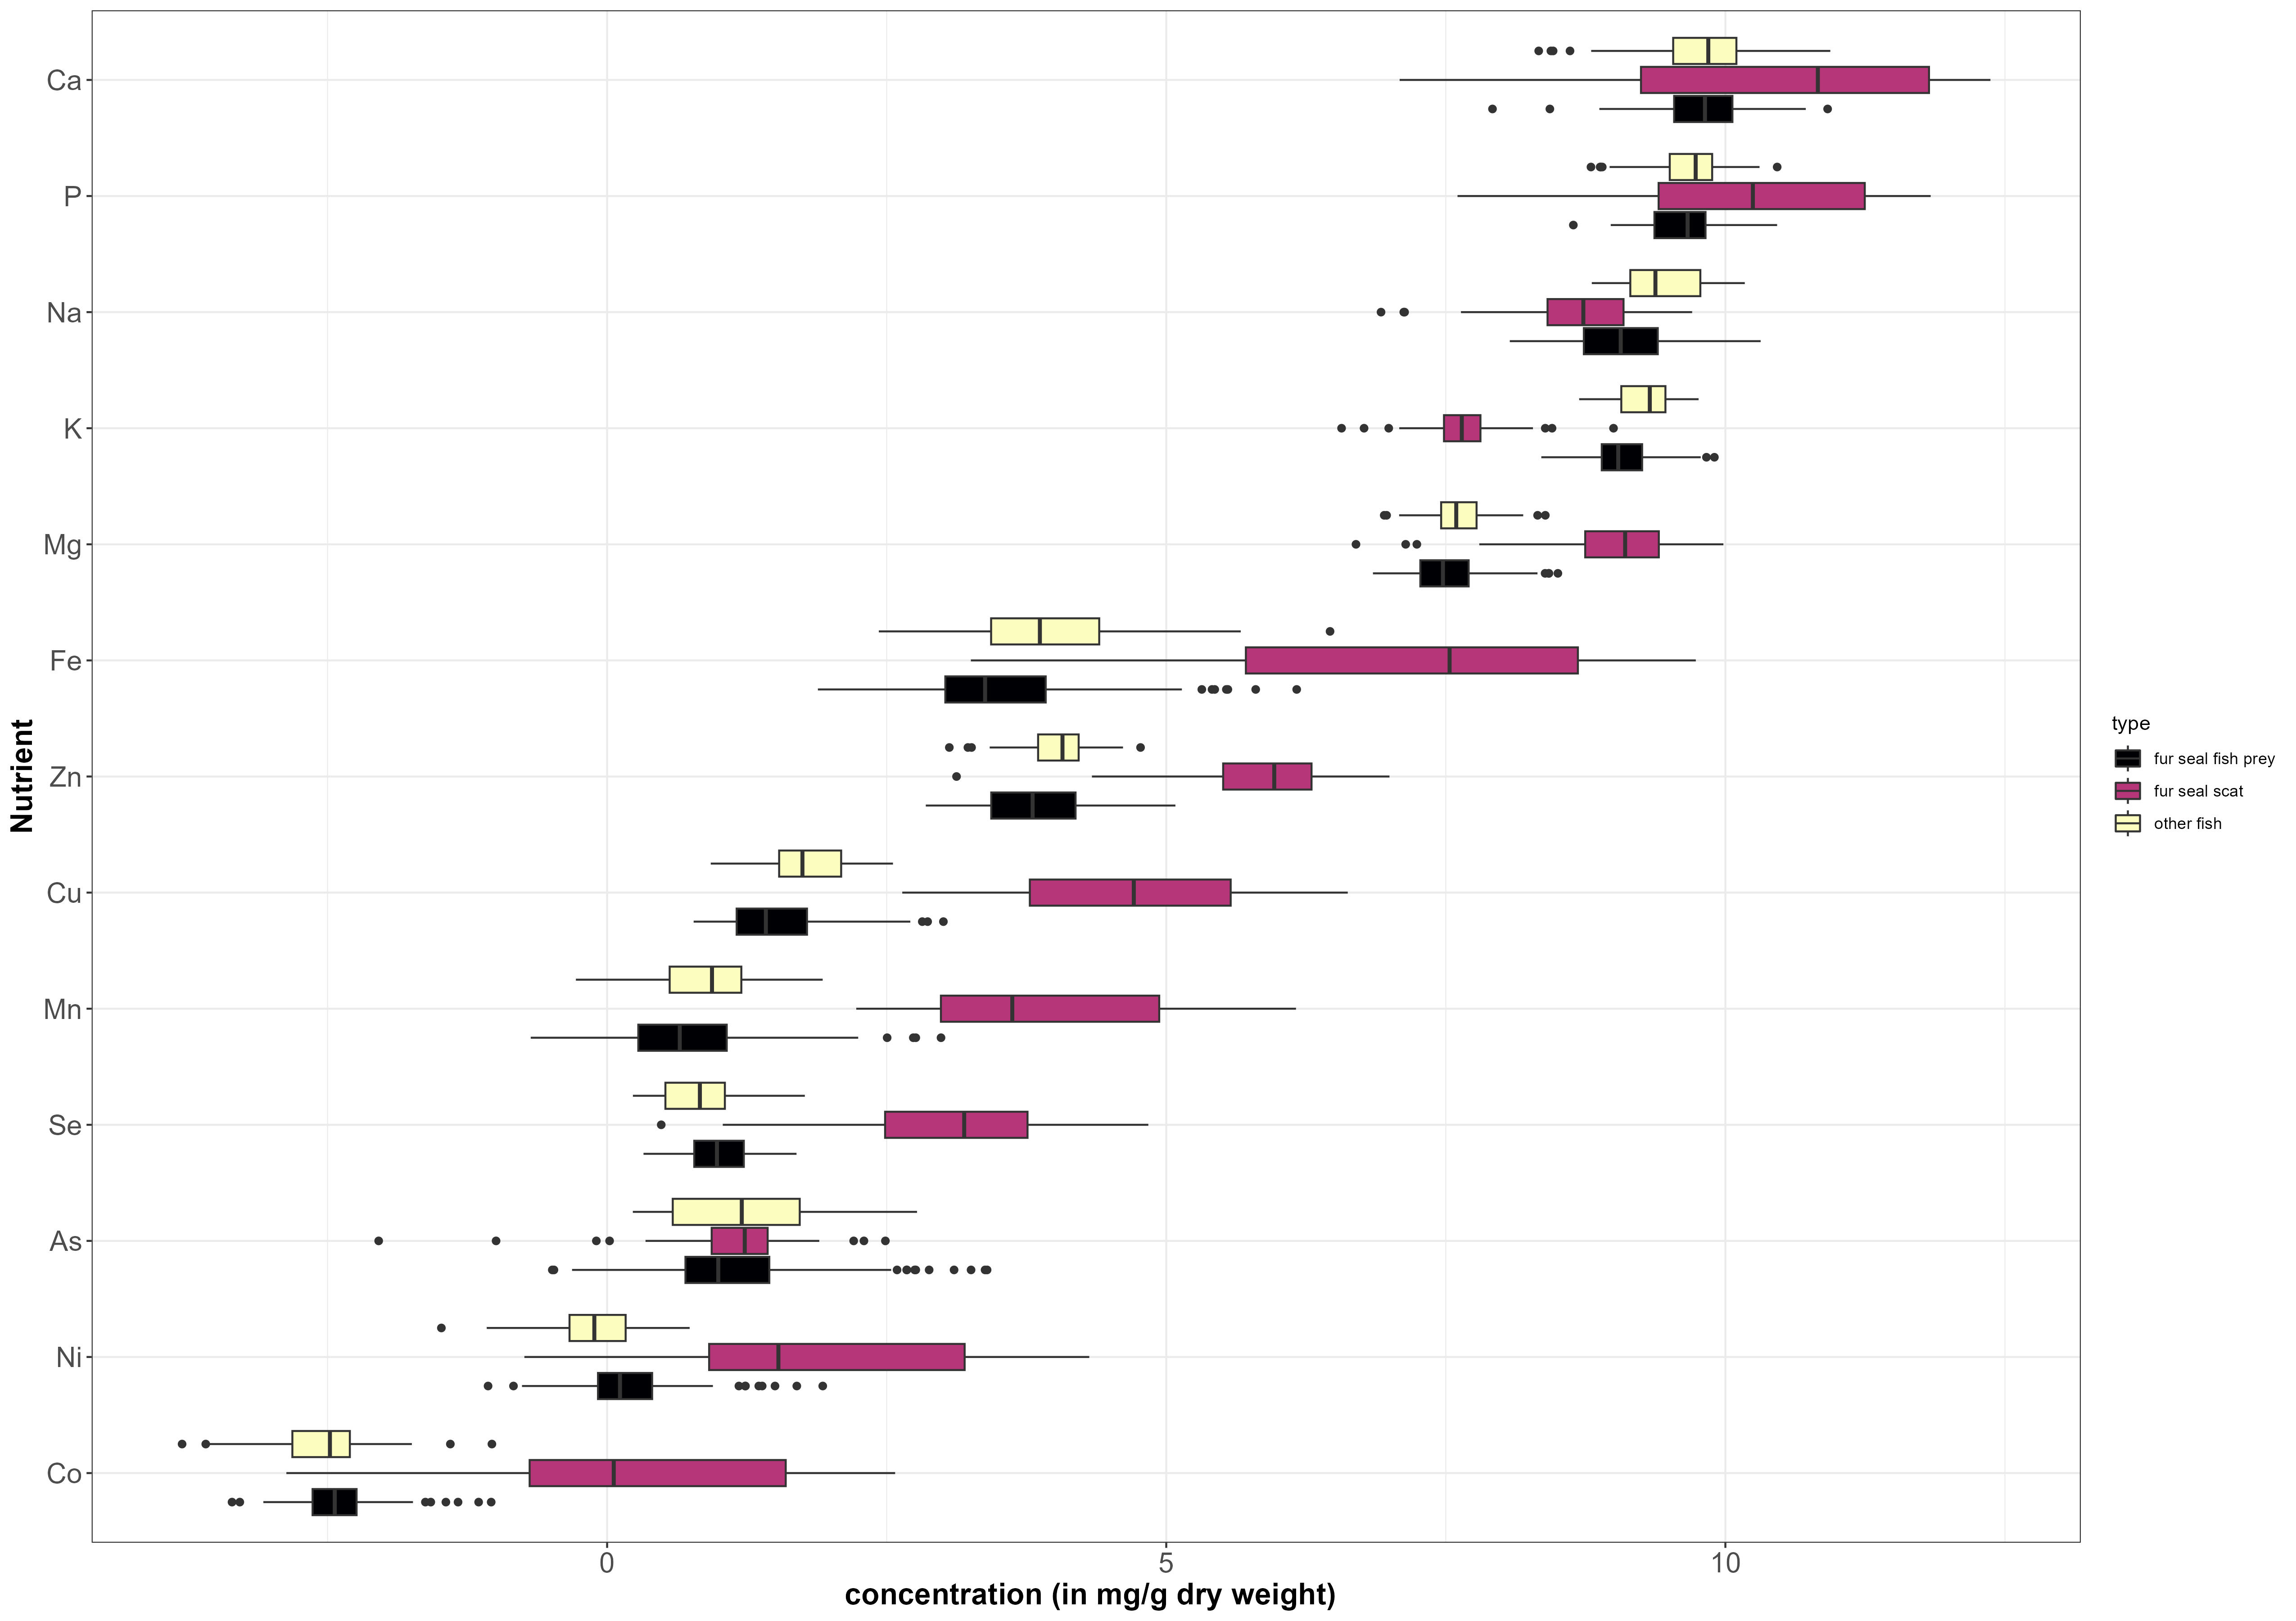 Ca
P
Na
K
Mg
Fe
Zn
Cu
Mn
Se
As
Ni
Co
Nutrient
0 5 10
concentration (in mg/g dry weight)
type
fur seal fish prey
fur seal scat
other fish